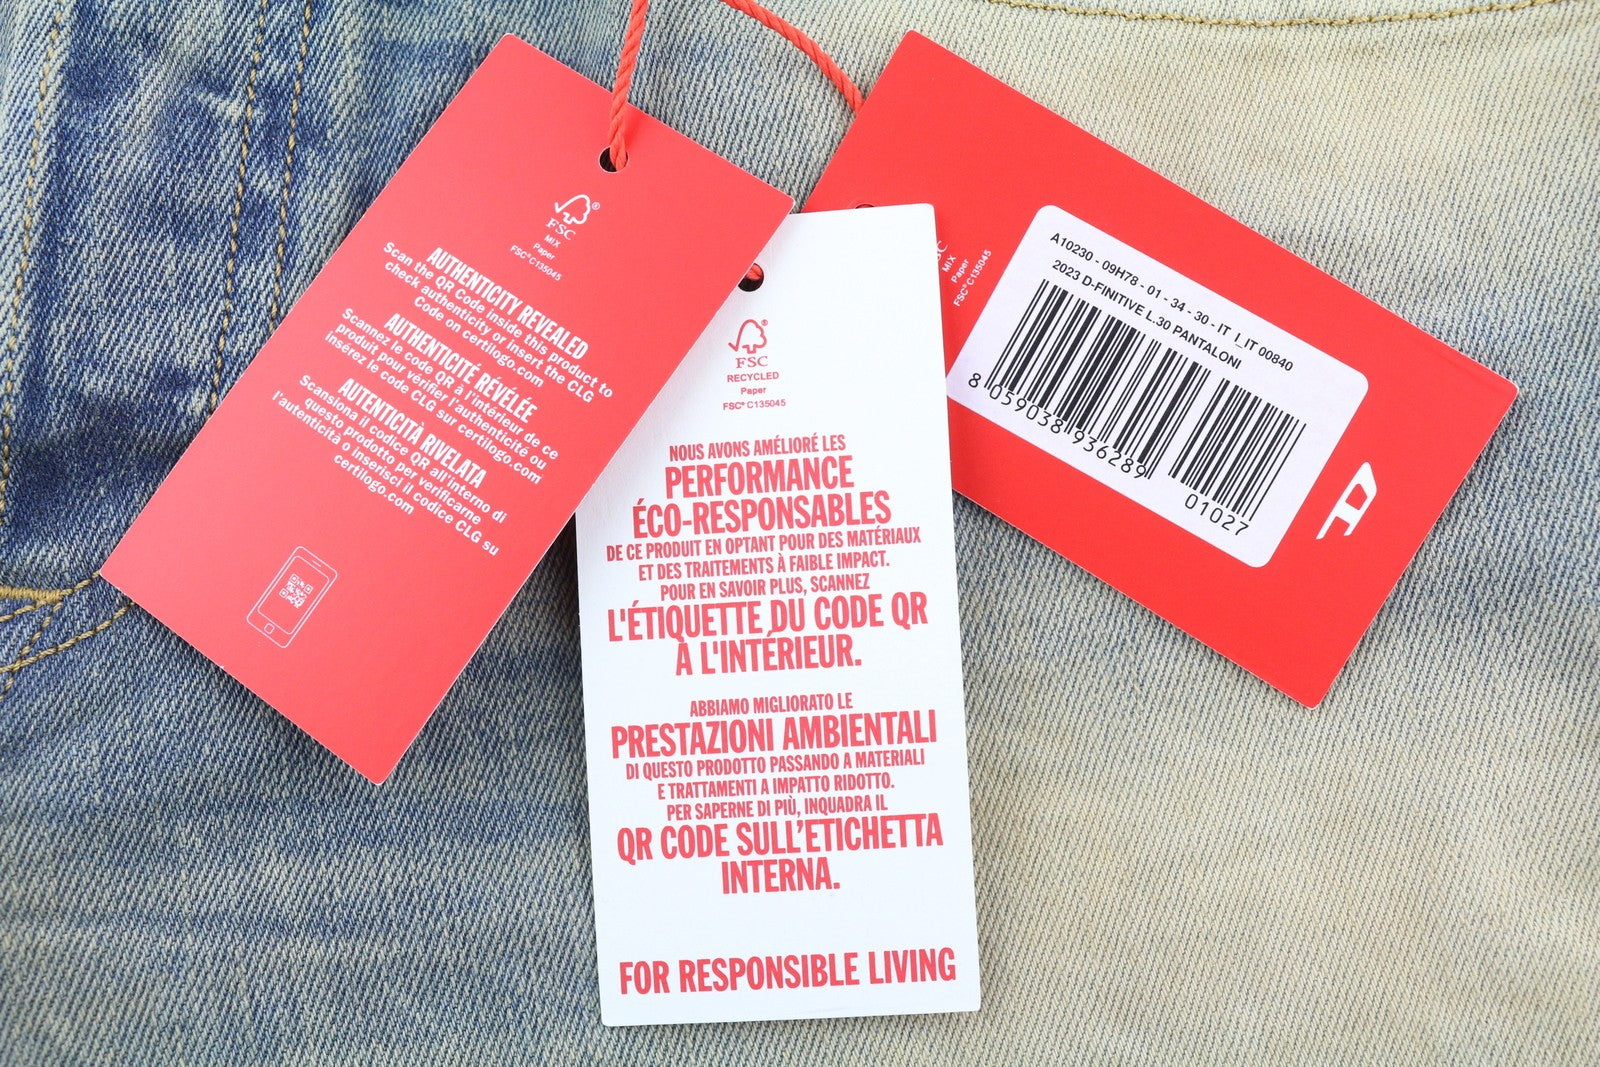 FSC®
MIX
Paper
FSC® C135045
AUTHENTICITY REVEALED
Scan the QR Code inside this product to
check authenticity or insert the CLG
Code on certilogo.com
AUTHENTICITÉ RÉVÉLÉE
Scannez le code QR à l'intérieur de ce
produit pour vérifier l'authenticité ou
insérez le code CLG sur certilogo.com
AUTENTICITÀ RIVELATA
Scansiona il codice QR all'interno di
questo prodotto per verificarne
l'autenticità o inserisci il codice CLG su
certilogo.com
FSC®
RECYCLED
Paper
FSC® C135045
NOUS AVONS AMÉLIORÉ LES
PERFORMANCE
ÉCO-RESPONSABLES
DE CE PRODUIT EN OPTANT POUR DES MATÉRIAUX
ET DES TRAITEMENTS À FAIBLE IMPACT.
POUR EN SAVOIR PLUS, SCANNEZ
L'ÉTIQUETTE DU CODE QR
À L'INTÉRIEUR.
ABBIAMO MIGLIORATO LE
PRESTAZIONI AMBIENTALI
DI QUESTO PRODOTTO PASSANDO A MATERIALI
E TRATTAMENTI A IMPATTO RIDOTTO.
PER SAPERNE DI PIÙ, INQUADRA IL
QR CODE SULL'ETICHETTA
INTERNA.
FOR RESPONSIBLE LIVING
MIX
Paper
FSC® C135045
A10230 - 09H78 - 01 - 34 - 30 - IT I_IT 00840
2023 D-FINITIVE L.30 PANTALONI
8 059038 936289
01027
D